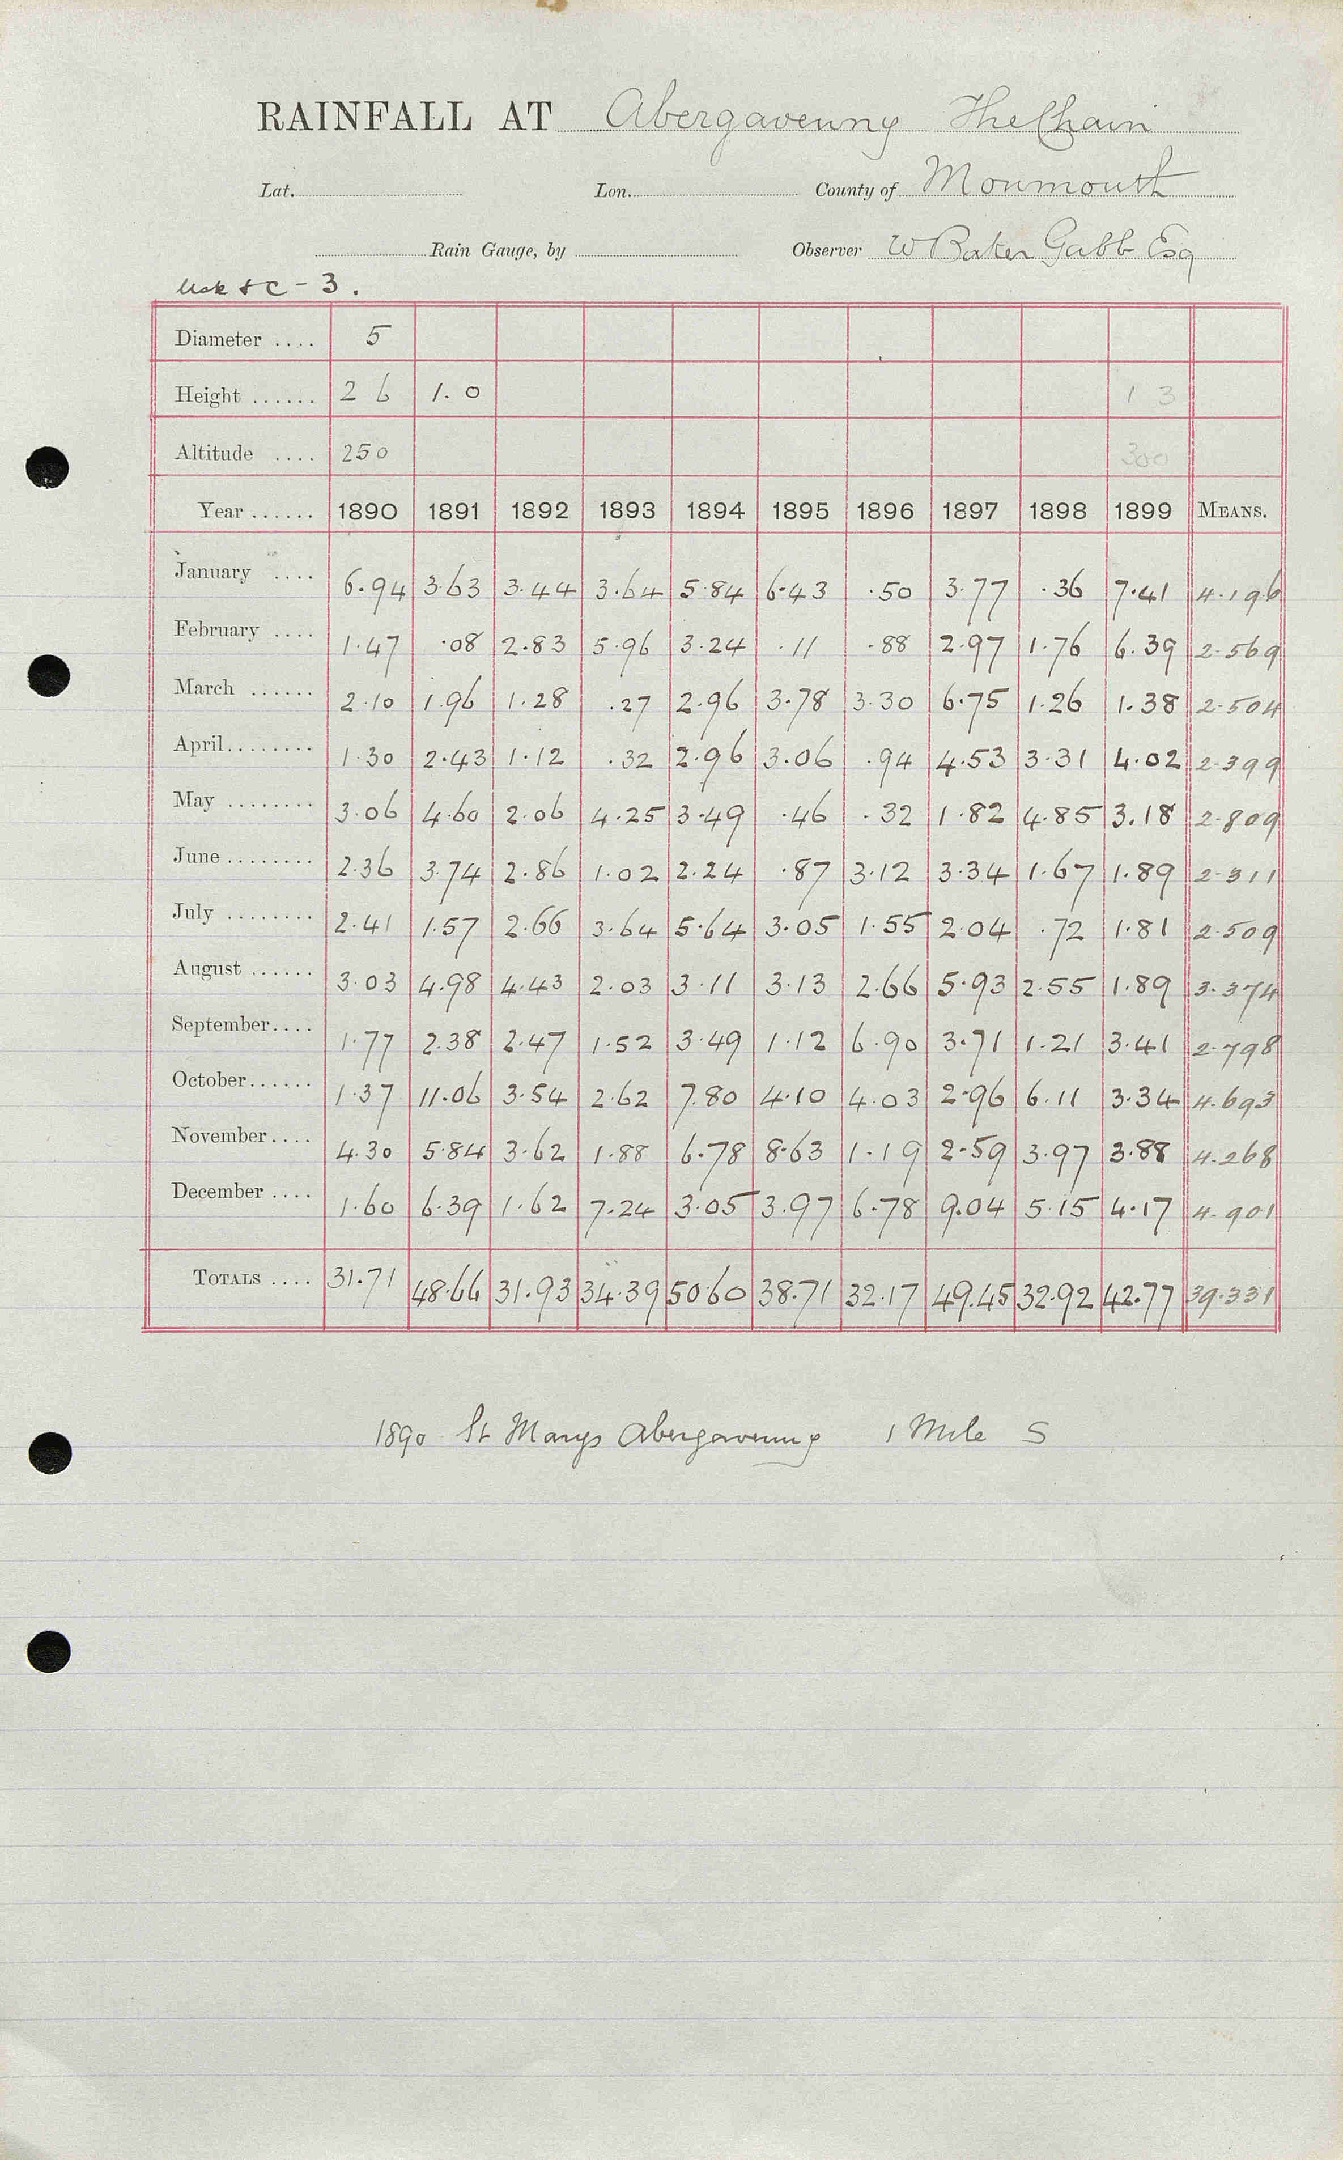 RAINFALL AT Abergavenny The Chain
Lat. Lon. County of Monmouth
Rain Gauge, by Observer W Baker Gabb Esq
Usk &c - 3.
Diameter .... 5
Height ...... 2 6 1.0 1 3
Altitude .... 250 300
Year ...... 1890 1891 1892 1893 1894 1895 1896 1897 1898 1899 MEANS.
January .... 6.94 3.63 3.44 3.64 5.84 6.43 .50 3.77 .36 7.41 4.196
February .... 1.47 .08 2.83 5.96 3.24 .11 .88 2.97 1.76 6.39 2.569
March ...... 2.10 1.96 1.28 .27 2.96 3.78 3.30 6.75 1.26 1.38 2.504
April........ 1.30 2.43 1.12 .32 2.96 3.06 .94 4.53 3.31 4.02 2.399
May ........ 3.06 4.60 2.06 4.25 3.49 .46 .32 1.82 4.85 3.18 2.809
June ........ 2.36 3.74 2.86 1.02 2.24 .87 3.12 3.34 1.67 1.89 2.311
July ........ 2.41 1.57 2.66 3.64 5.64 3.05 1.55 2.04 .72 1.81 2.509
August ...... 3.03 4.98 4.43 2.03 3.11 3.13 2.66 5.93 2.55 1.89 3.374
September.... 1.77 2.38 2.47 1.52 3.49 1.12 6.90 3.71 1.21 3.41 2.798
October...... 1.37 11.06 3.54 2.62 7.80 4.10 4.03 2.96 6.11 3.34 4.693
November.... 4.30 5.84 3.62 1.88 6.78 8.63 1.19 2.59 3.97 3.88 4.268
December .... 1.60 6.39 1.62 7.24 3.05 3.97 6.78 9.04 5.15 4.17 4.901
TOTALS .... 31.71 48.66 31.93 34.39 50.60 38.71 32.17 49.45 32.92 42.77 39.331
1890 St Marys Abergavenny 1 Mile S